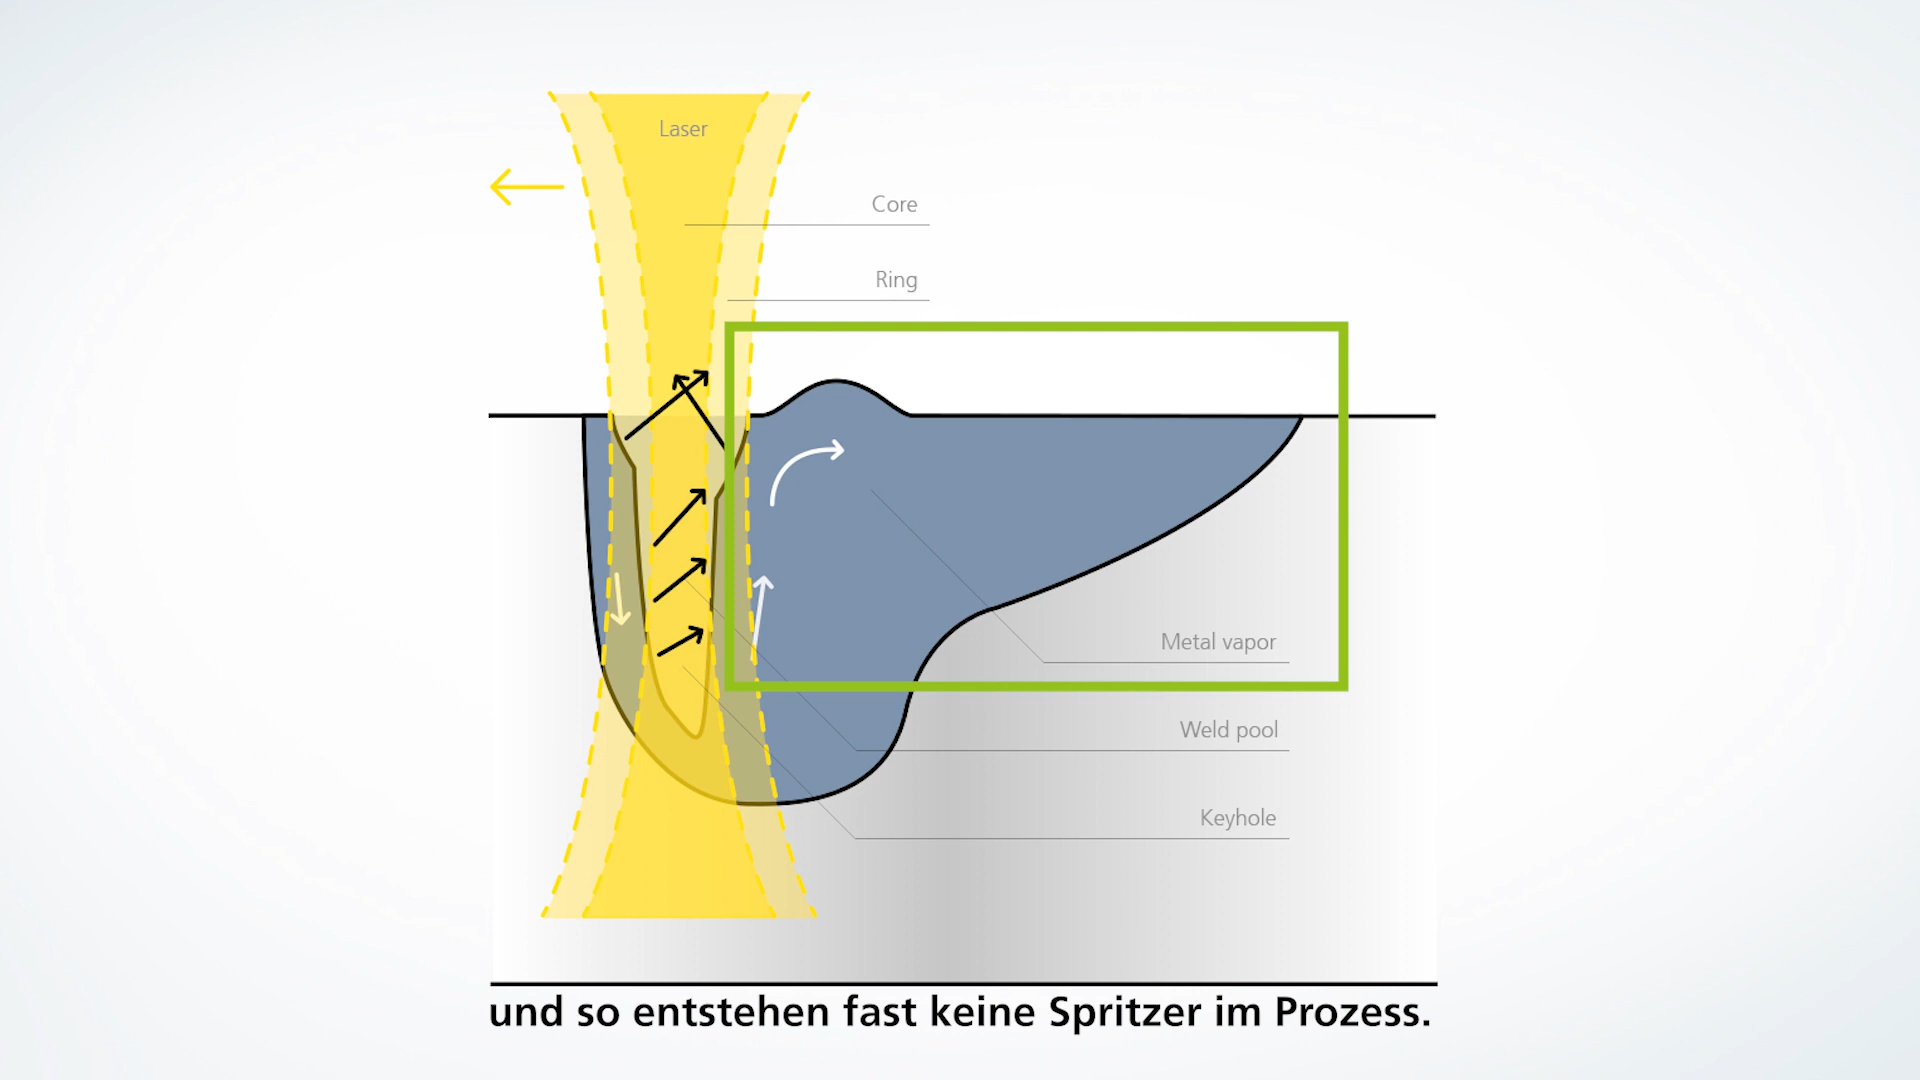 Laser
Core
Ring
Metal vapor
Weld pool
Keyhole
und so entstehen fast keine Spritzer im Prozess.